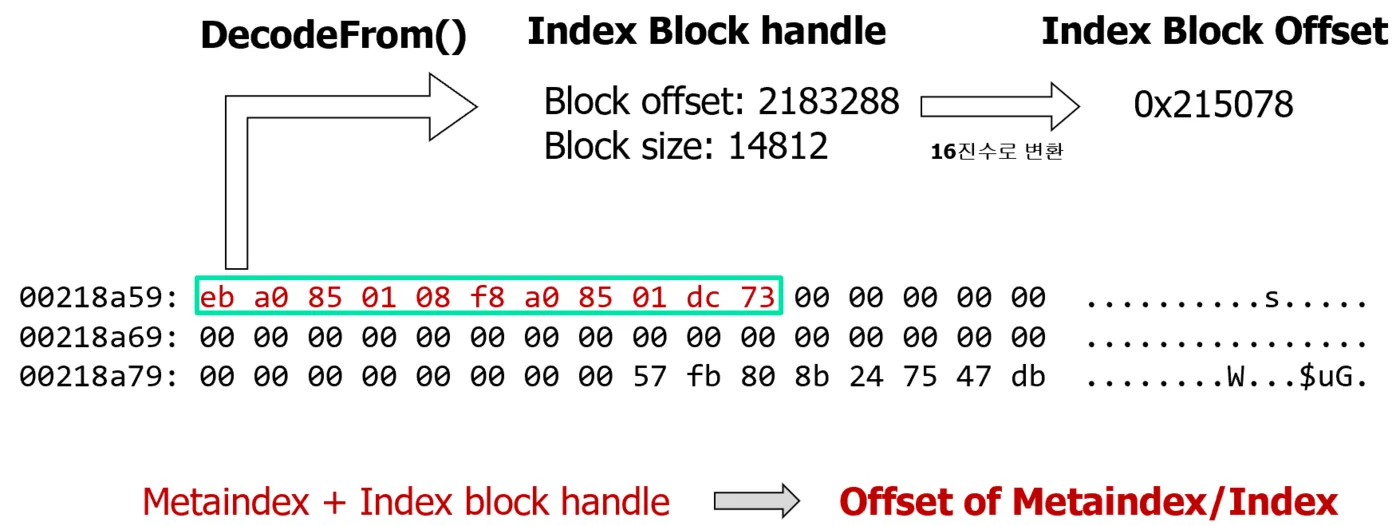 DecodeFrom()
Index Block handle
Index Block Offset
Block offset: 2183288
Block size: 14812
16진수로 변환
0x215078
00218a59: eb a0 85 01 08 f8 a0 85 01 dc 73 00 00 00 00 00 ..........s.....
00218a69: 00 00 00 00 00 00 00 00 00 00 00 00 00 00 00 00 ................
00218a79: 00 00 00 00 00 00 00 00 57 fb 80 8b 24 75 47 db ........W...$uG.
Metaindex + Index block handle
Offset of Metaindex/Index